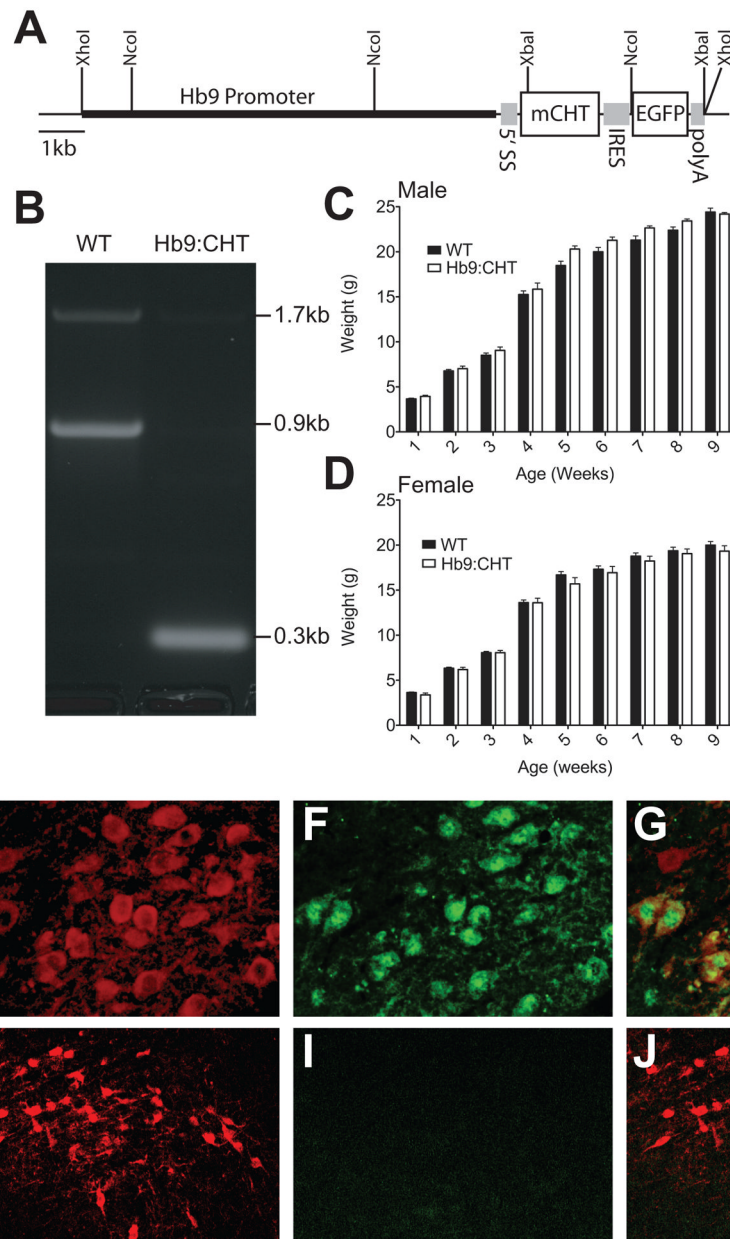 A
XhoI
NcoI
NcoI
XbaI
NcoI
XbaI
XhoI
Hb9 Promoter
mCHT
EGFP
1kb
5' SS
IRES
polyA
B
WT Hb9:CHT
1.7kb
0.9kb
0.3kb
C
Male
25
20
15
10
5
0
Weight (g)
WT
Hb9:CHT
1 2 3 4 5 6 7 8 9
Age (Weeks)
D
Female
25
20
15
10
5
0
Weight (g)
WT
Hb9:CHT
1 2 3 4 5 6 7 8 9
Age (weeks)
F
G
I
J